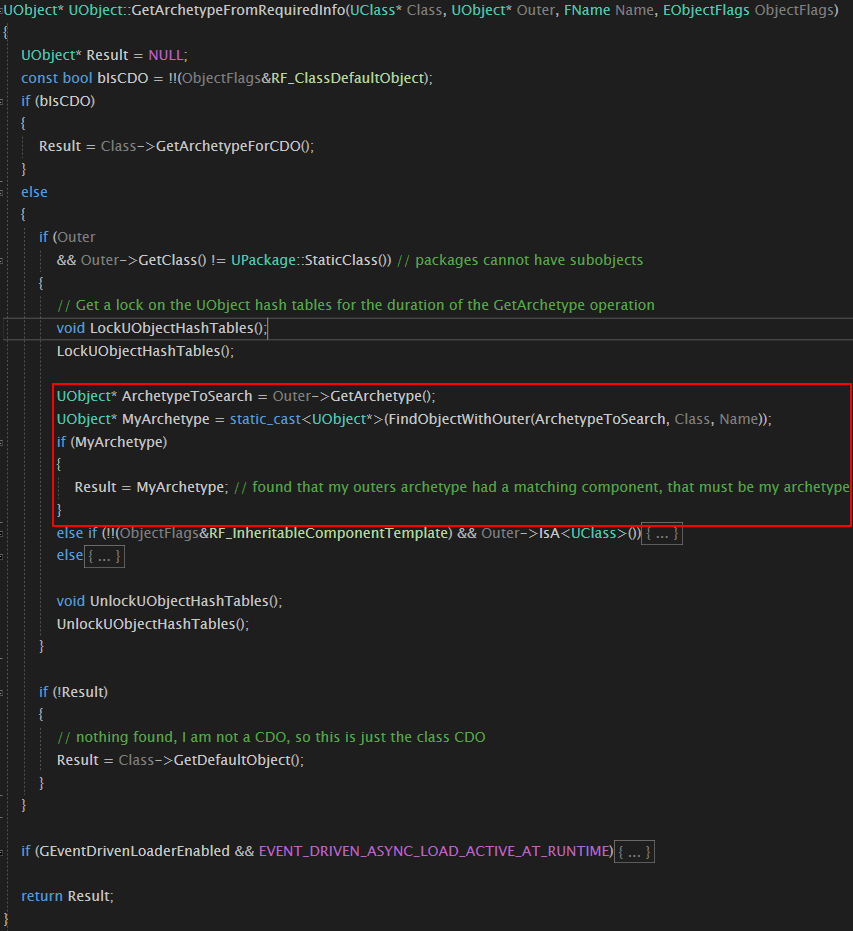 UObject* UObject::GetArchetypeFromRequiredInfo(UClass* Class, UObject* Outer, FName Name, EObjectFlags ObjectFlags)
{
UObject* Result = NULL;
const bool bIsCDO = !!(ObjectFlags&RF_ClassDefaultObject);
if (bIsCDO)
{
Result = Class->GetArchetypeForCDO();
}
else
{
if (Outer
&& Outer->GetClass() != UPackage::StaticClass()) // packages cannot have subobjects
{
// Get a lock on the UObject hash tables for the duration of the GetArchetype operation
void LockUObjectHashTables();
LockUObjectHashTables();
UObject* ArchetypeToSearch = Outer->GetArchetype();
UObject* MyArchetype = static_cast<UObject*>(FindObjectWithOuter(ArchetypeToSearch, Class, Name));
if (MyArchetype)
{
Result = MyArchetype; // found that my outers archetype had a matching component, that must be my archetype
}
else if (!!(ObjectFlags&RF_InheritableComponentTemplate) && Outer->IsA<UClass>()){ ... }
else{ ... }
void UnlockUObjectHashTables();
UnlockUObjectHashTables();
}
if (!Result)
{
// nothing found, I am not a CDO, so this is just the class CDO
Result = Class->GetDefaultObject();
}
}
if (GEventDrivenLoaderEnabled && EVENT_DRIVEN_ASYNC_LOAD_ACTIVE_AT_RUNTIME){ ... }
return Result;
}